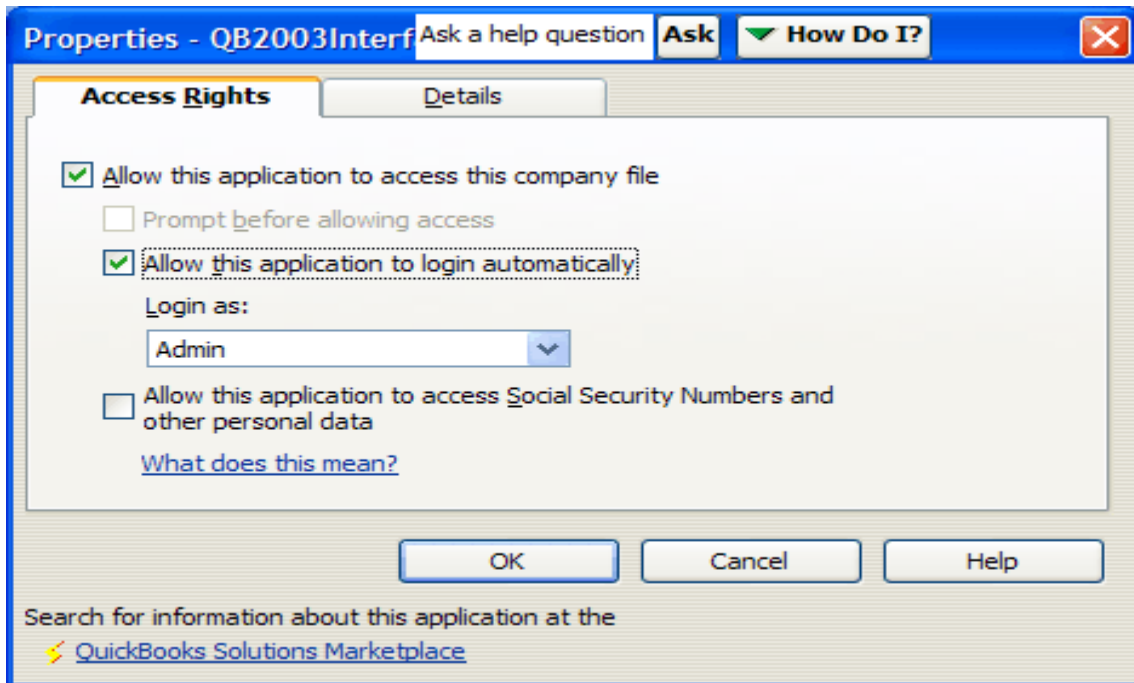 Properties - QB2003Interf Ask a help question Ask How Do I?
Access Rights Details
Allow this application to access this company file
Prompt before allowing access
Allow this application to login automatically
Login as:
Admin
Allow this application to access Social Security Numbers and
other personal data
What does this mean?
OK Cancel Help
Search for information about this application at the
QuickBooks Solutions Marketplace